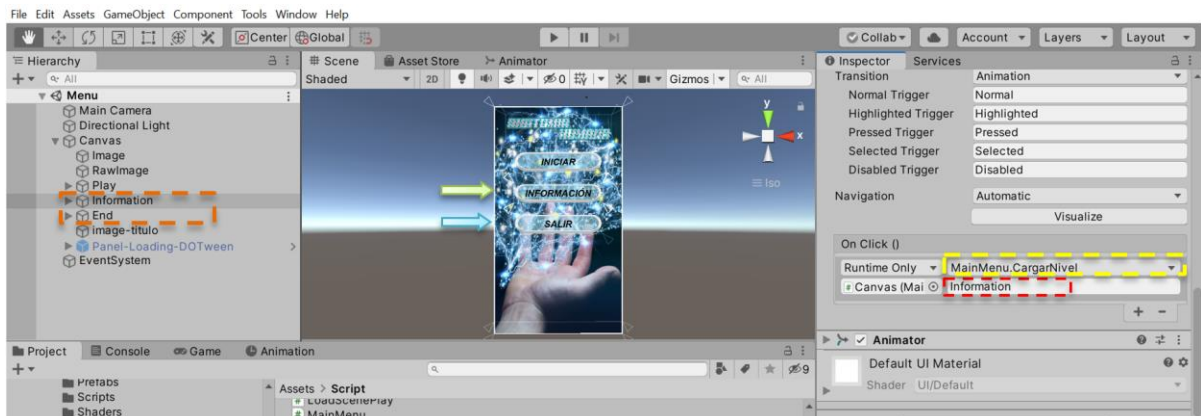 File Edit Assets GameObject Component Tools Window Help
Center Global Collab Account Layers Layout
Hierarchy
All
Menu
Main Camera
Directional Light
Canvas
Image
RawImage
Play
Information
End
image-titulo
Panel-Loading-DOTween
EventSystem
Scene Asset Store Animator
Shaded 2D 0 Gizmos All
y
x
Iso
INICIAR
INFORMACIÓN
SALIR
Inspector Services
Transition Animation
Normal Trigger Normal
Highlighted Trigger Highlighted
Pressed Trigger Pressed
Selected Trigger Selected
Disabled Trigger Disabled
Navigation Automatic
Visualize
On Click ()
Runtime Only MainMenu.CargarNivel
Canvas (Mai Information
+ -
Animator
Default UI Material
Shader UI/Default
Project Console Game Animation
9
Prefabs
Scripts
Shaders
Assets > Script
LoadScenePlay
MainMenu